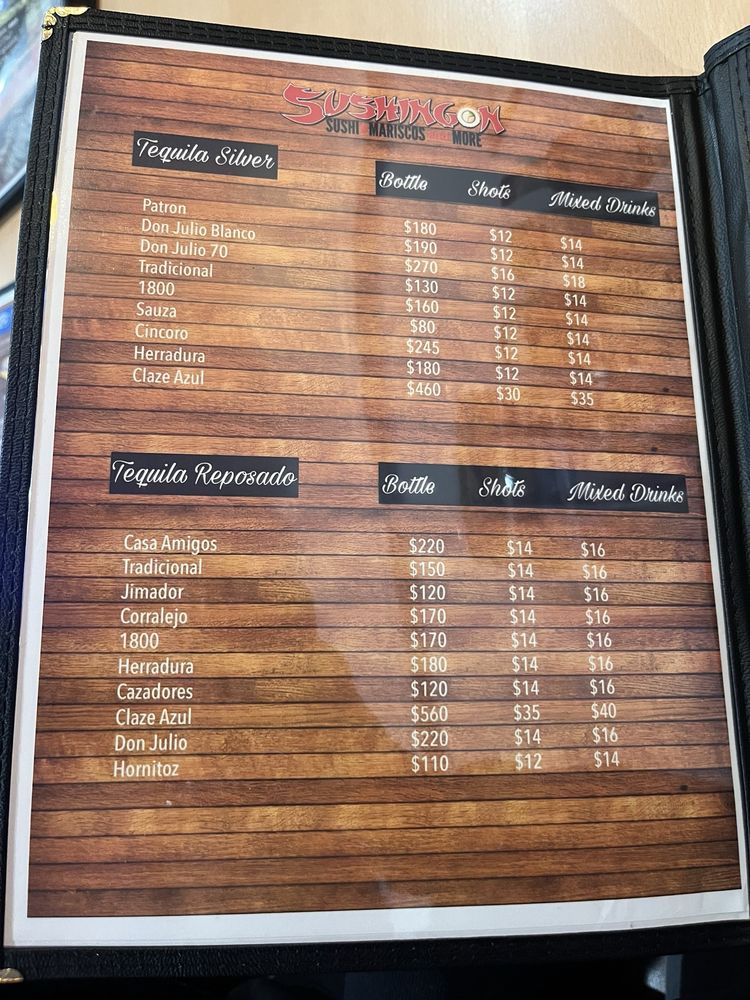 SUSHINGON
SUSHI MARISCOS MORE
Tequila Silver Bottle Shots Mixed Drinks
Patron $180 $12 $14
Don Julio Blanco $190 $12 $14
Don Julio 70 $270 $16 $18
Tradicional $130 $12 $14
1800 $160 $12 $14
Sauza $80 $12 $14
Cincoro $245 $12 $14
Herradura $180 $12 $14
Claze Azul $460 $30 $35
Tequila Reposado Bottle Shots Mixed Drinks
Casa Amigos $220 $14 $16
Tradicional $150 $14 $16
Jimador $120 $14 $16
Corralejo $170 $14 $16
1800 $170 $14 $16
Herradura $180 $14 $16
Cazadores $120 $14 $16
Claze Azul $560 $35 $40
Don Julio $220 $14 $16
Hornitoz $110 $12 $14